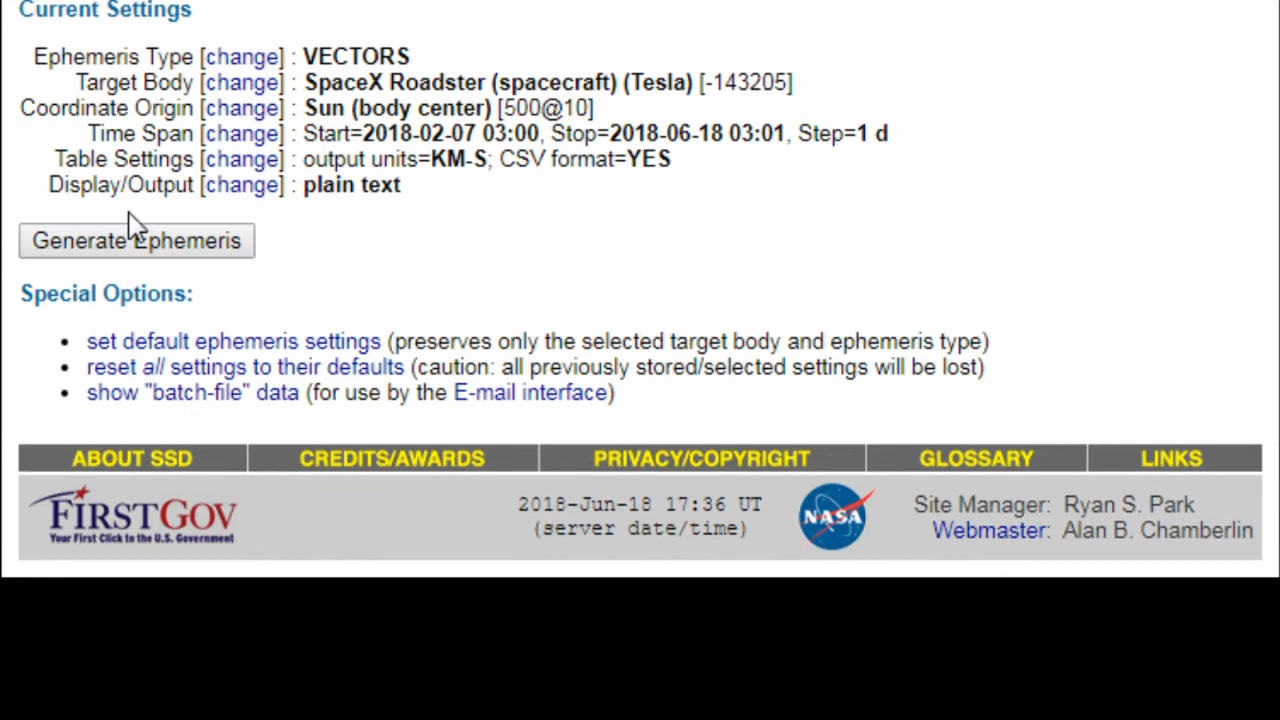 Current Settings
Ephemeris Type [change] : VECTORS
Target Body [change] : SpaceX Roadster (spacecraft) (Tesla) [-143205]
Coordinate Origin [change] : Sun (body center) [500@10]
Time Span [change] : Start=2018-02-07 03:00, Stop=2018-06-18 03:01, Step=1 d
Table Settings [change] : output units=KM-S; CSV format=YES
Display/Output [change] : plain text
Generate Ephemeris
Special Options:
• set default ephemeris settings (preserves only the selected target body and ephemeris type)
• reset all settings to their defaults (caution: all previously stored/selected settings will be lost)
• show "batch-file" data (for use by the E-mail interface)
ABOUT SSD CREDITS/AWARDS PRIVACY/COPYRIGHT GLOSSARY LINKS
FIRSTGOV
Your First Click to the U.S. Government
2018-Jun-18 17:36 UT
(server date/time)
NASA
Site Manager: Ryan S. Park
Webmaster: Alan B. Chamberlin